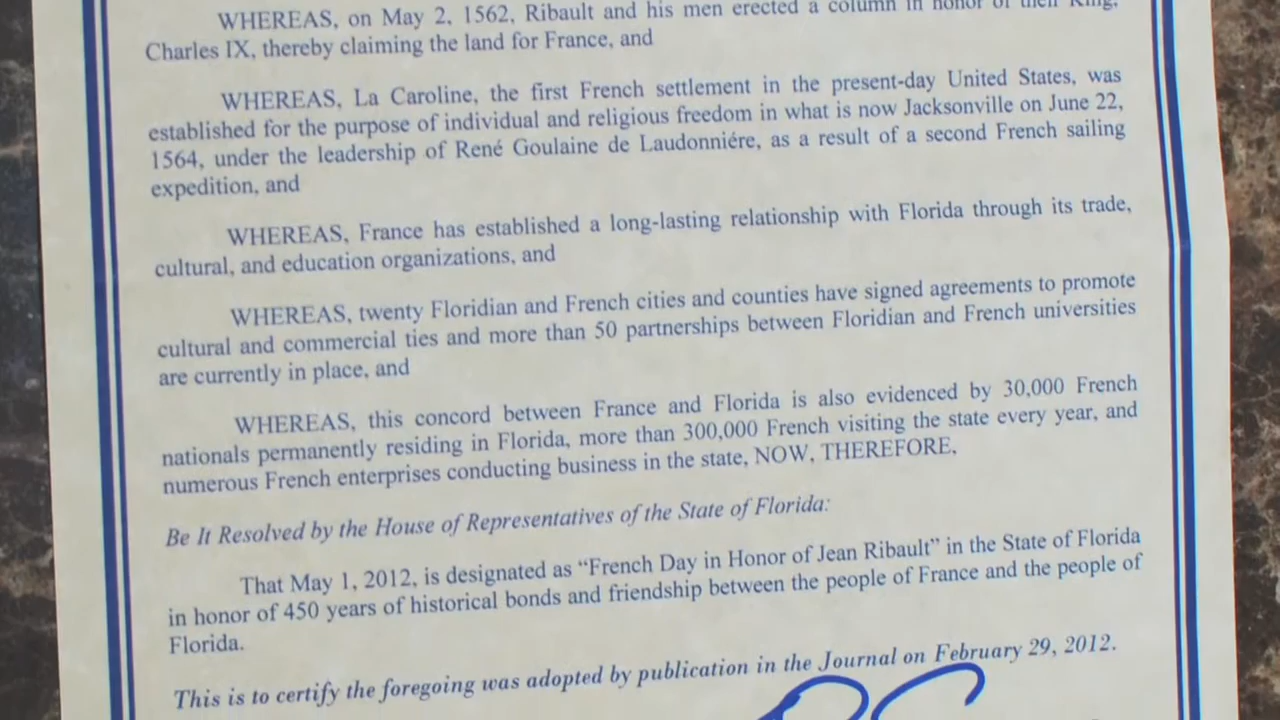 WHEREAS, on May 2, 1562, Ribault and his men erected a column in honor of their King,
Charles IX, thereby claiming the land for France, and
WHEREAS, La Caroline, the first French settlement in the present-day United States, was
established for the purpose of individual and religious freedom in what is now Jacksonville on June 22,
1564, under the leadership of René Goulaine de Laudonniére, as a result of a second French sailing
expedition, and
WHEREAS, France has established a long-lasting relationship with Florida through its trade,
cultural, and education organizations, and
WHEREAS, twenty Floridian and French cities and counties have signed agreements to promote
cultural and commercial ties and more than 50 partnerships between Floridian and French universities
are currently in place, and
WHEREAS, this concord between France and Florida is also evidenced by 30,000 French
nationals permanently residing in Florida, more than 300,000 French visiting the state every year, and
numerous French enterprises conducting business in the state, NOW, THEREFORE,
Be It Resolved by the House of Representatives of the State of Florida:
That May 1, 2012, is designated as “French Day in Honor of Jean Ribault” in the State of Florida
in honor of 450 years of historical bonds and friendship between the people of France and the people of
Florida.
This is to certify the foregoing was adopted by publication in the Journal on February 29, 2012.